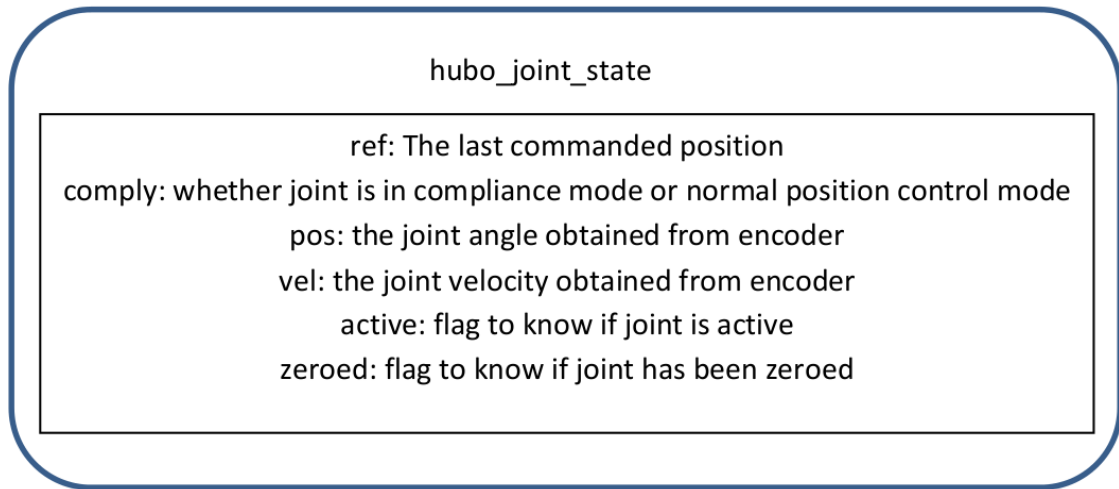 hubo_joint_state
ref: The last commanded position
comply: whether joint is in compliance mode or normal position control mode
pos: the joint angle obtained from encoder
vel: the joint velocity obtained from encoder
active: flag to know if joint is active
zeroed: flag to know if joint has been zeroed